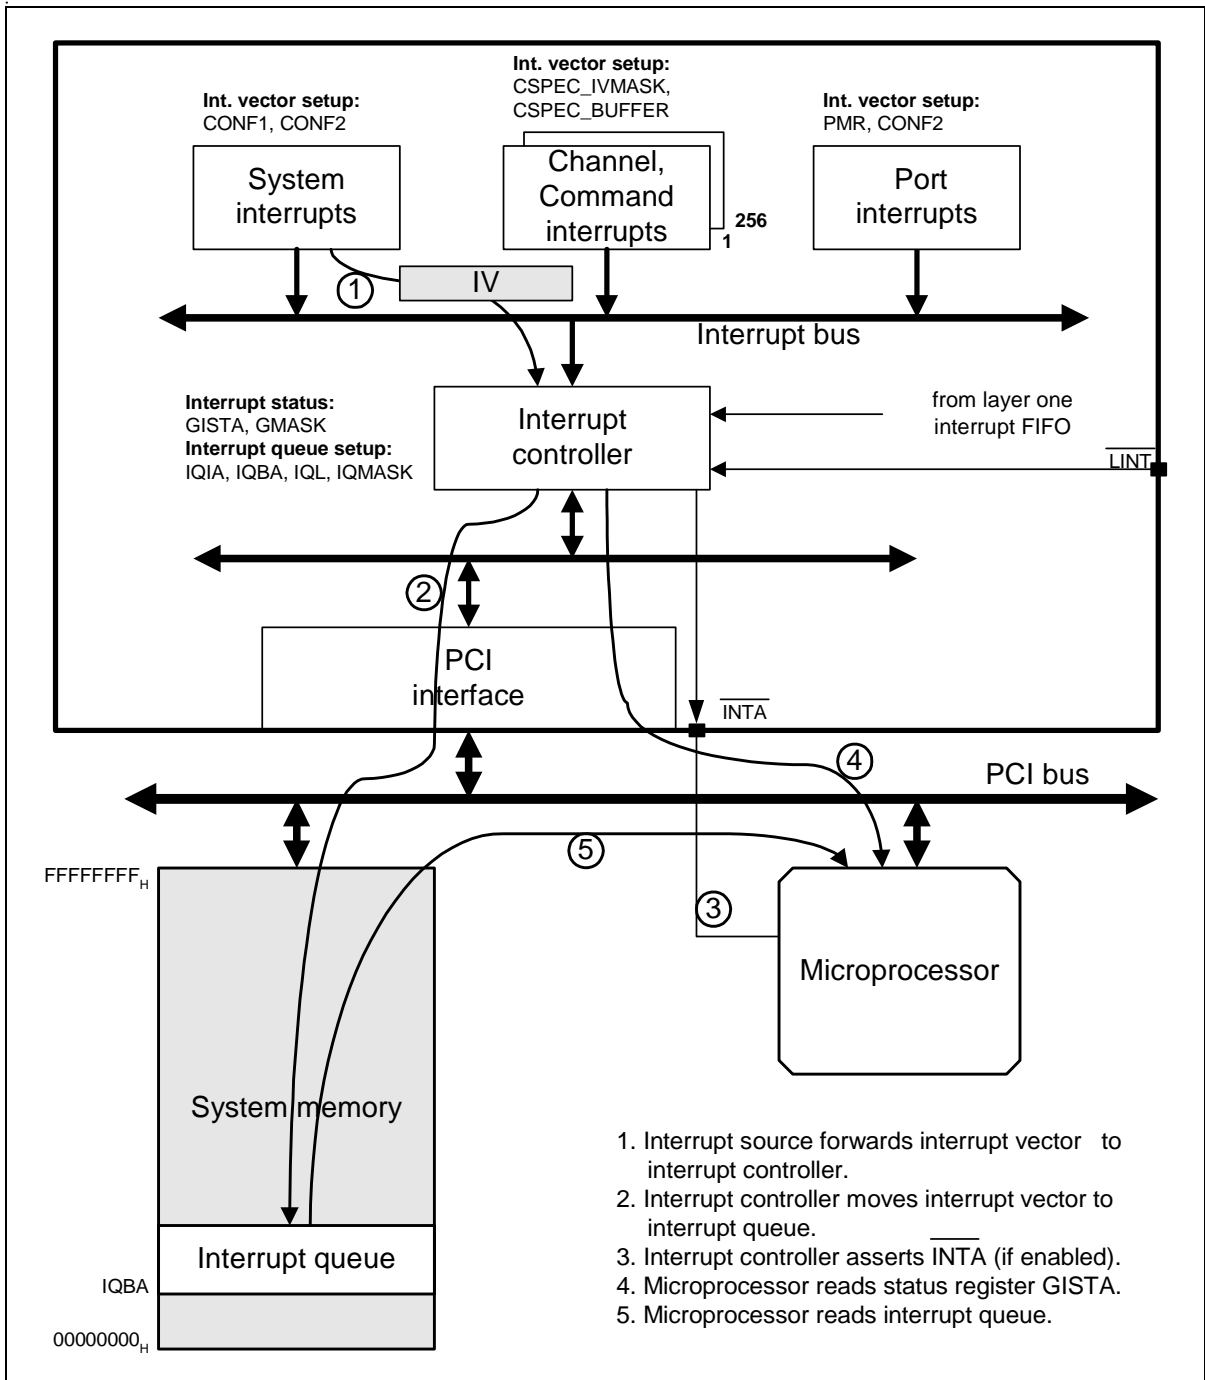 Int. vector setup:
CONF1, CONF2
Int. vector setup:
CSPEC_IVMASK,
CSPEC_BUFFER
Int. vector setup:
PMR, CONF2
System
interrupts
Channel,
Command
interrupts
256
1
Port
interrupts
1
IV
Interrupt bus
Interrupt status:
GISTA, GMASK
Interrupt queue setup:
IQIA, IQBA, IQL, IQMASK
Interrupt
controller
from layer one
interrupt FIFO
LINT
2
PCI
interface
INTA
4
PCI bus
5
FFFFFFFFH
3
Microprocessor
System memory
Interrupt queue
IQBA
00000000H
1. Interrupt source forwards interrupt vector to
interrupt controller.
2. Interrupt controller moves interrupt vector to
interrupt queue.
3. Interrupt controller asserts INTA (if enabled).
4. Microprocessor reads status register GISTA.
5. Microprocessor reads interrupt queue.